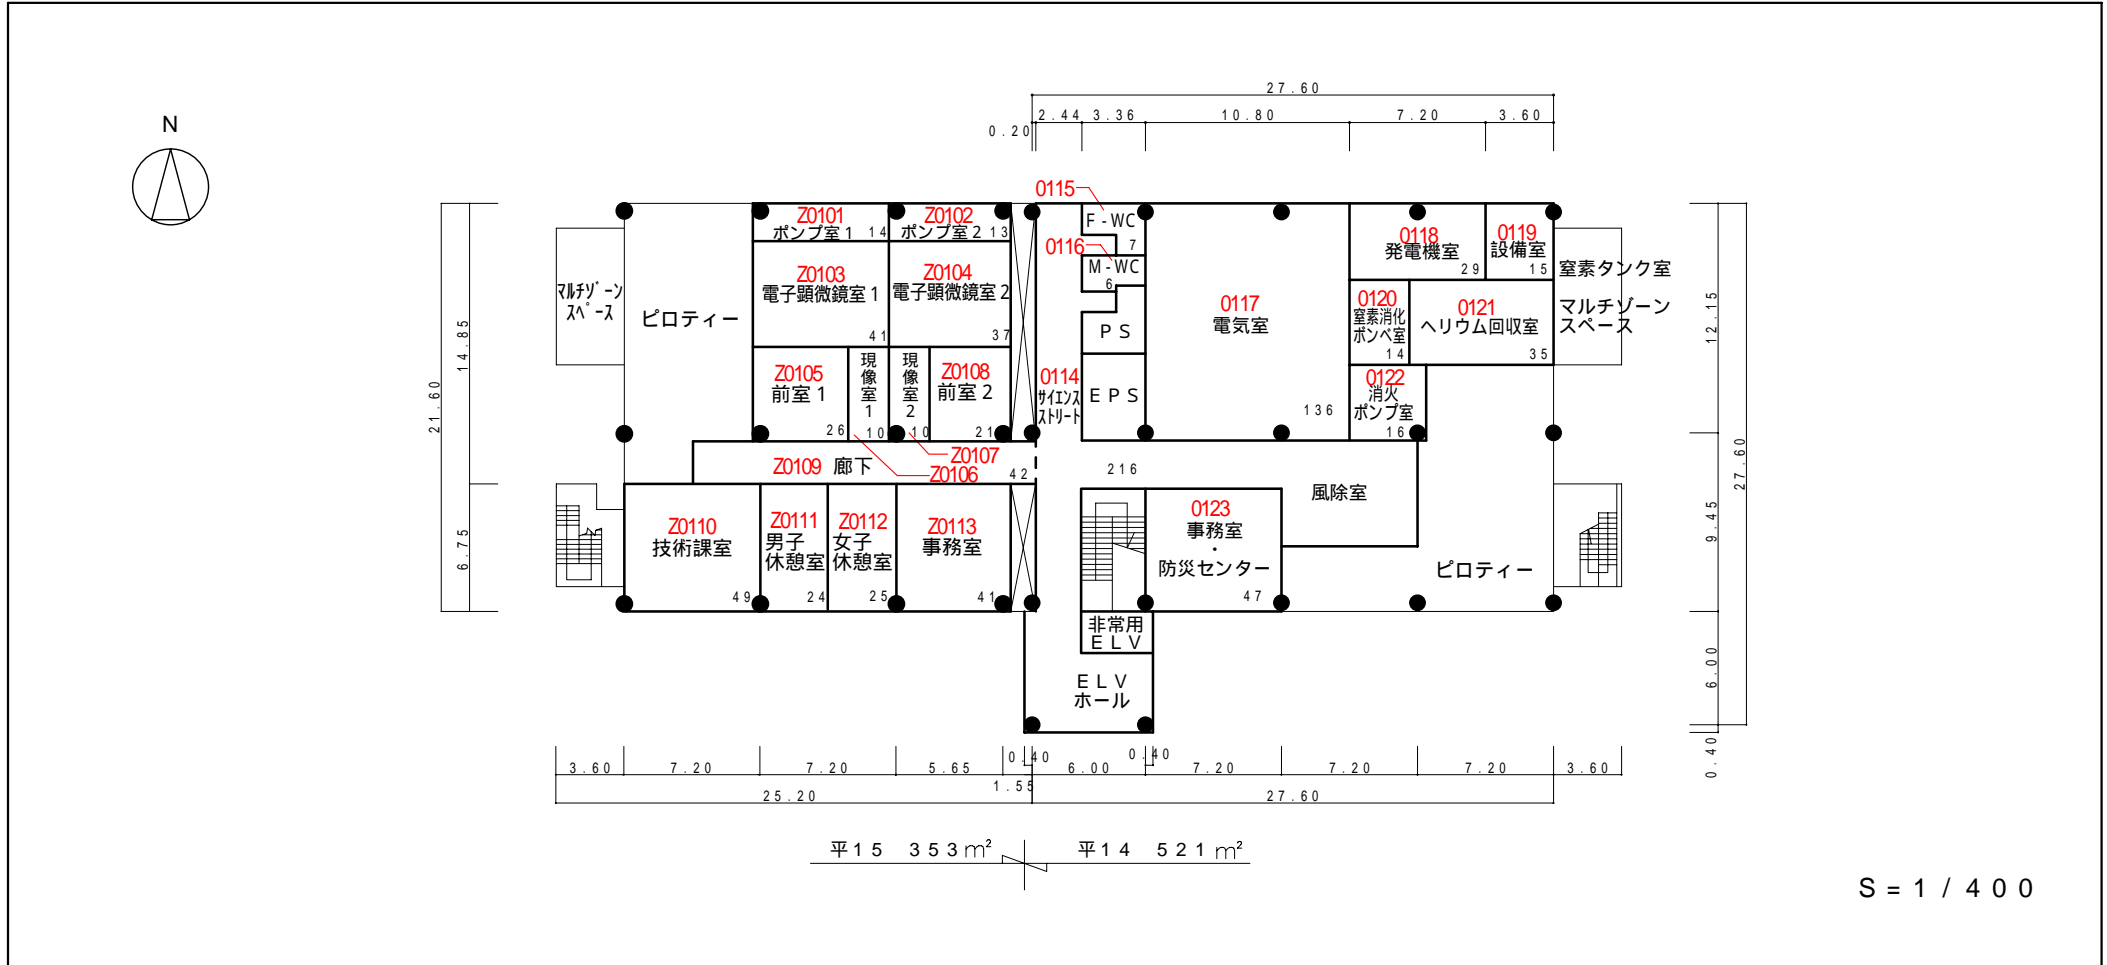 N
27.60
2.44 3.36 10.80 7.20 3.60
0.20
0115
F-WC
7
0116
M-WC
6
PS
EPS
0114
サイエンス
ストリート
Z0101
ポンプ室1
14
Z0102
ポンプ室2
13
Z0103
電子顕微鏡室1
41
Z0104
電子顕微鏡室2
37
Z0105
前室1
26
現像室1
10
現像室2
10
Z0108
前室2
21
Z0107
Z0106
Z0109 廊下
42
マルチゾーン
スペース
ピロティー
0117
電気室
136
0118
発電機室
29
0119
設備室
15
窒素タンク室
0120
窒素消化
ボンベ室
14
0121
ヘリウム回収室
35
マルチゾーン
スペース
0122
消火
ポンプ室
16
216
風除室
Z0110
技術課室
49
Z0111
男子
休憩室
24
Z0112
女子
休憩室
25
Z0113
事務室
41
0123
事務室
・
防災センター
47
ピロティー
非常用
ELV
ELV
ホール
21.60
14.85
6.75
12.15
9.45
27.60
6.00
0.40
3.60 7.20 7.20 5.65 0.40 6.00 0.40 7.20 7.20 7.20 3.60
1.55
25.20 27.60
平15 353m² 平14 521m²
S=1/400